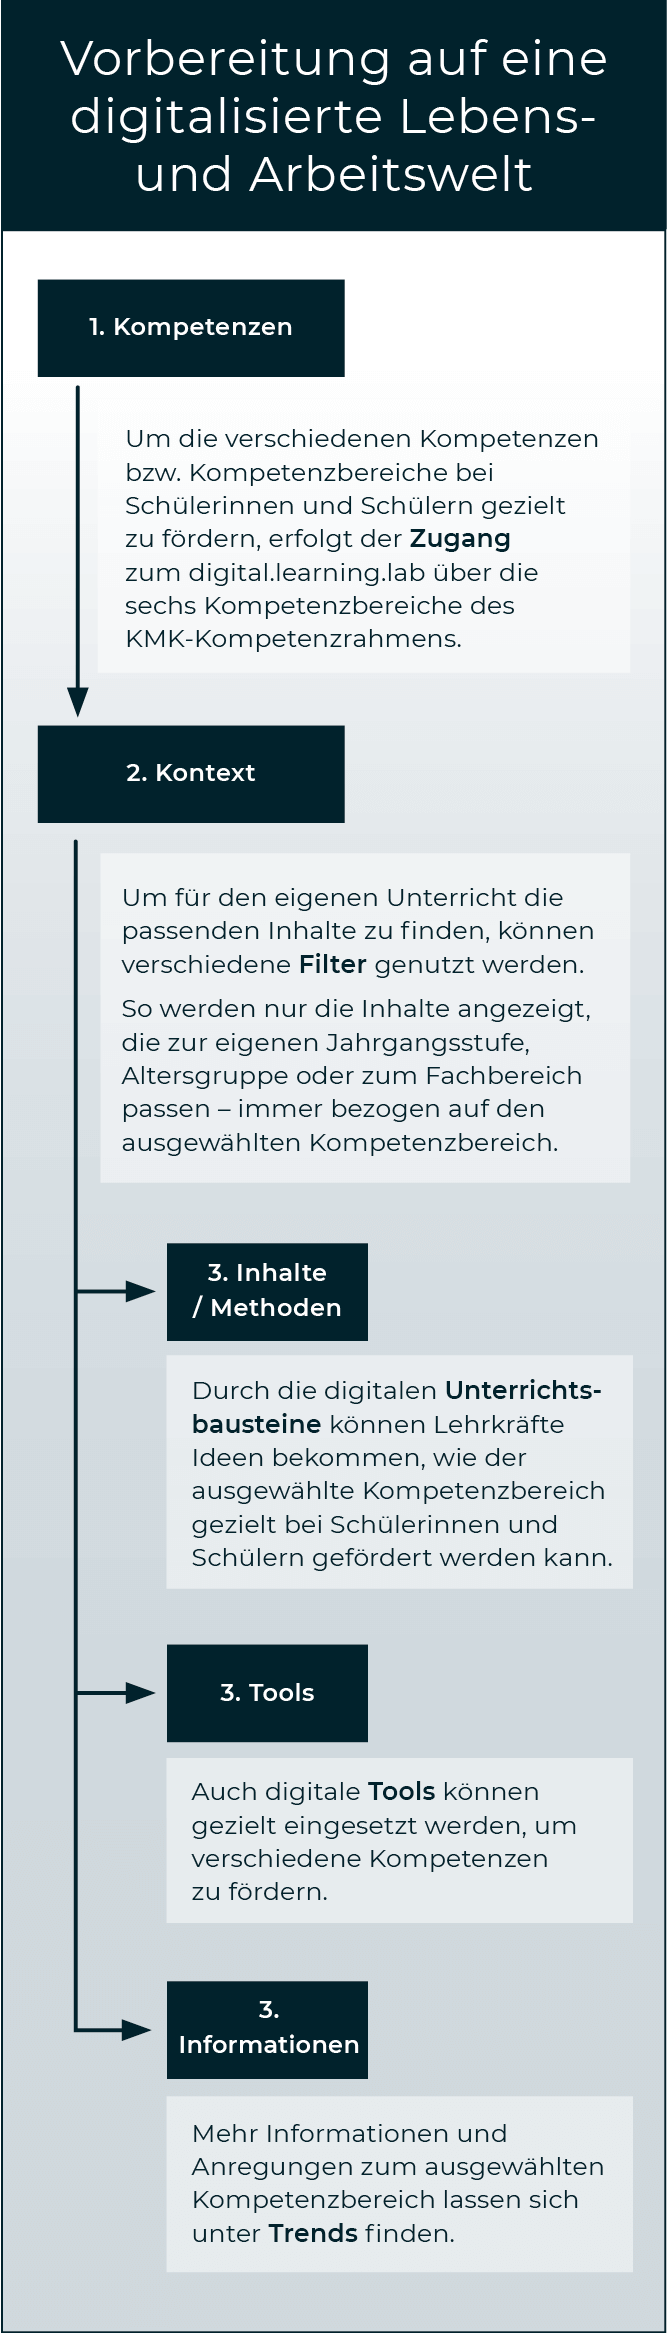 Vorbereitung auf eine
digitalisierte Lebens-
und Arbeitswelt
1. Kompetenzen
Um die verschiedenen Kompetenzen
bzw. Kompetenzbereiche bei
Schülerinnen und Schülern gezielt
zu fördern, erfolgt der Zugang
zum digital.learning.lab über die
sechs Kompetenzbereiche des
KMK-Kompetenzrahmens.
2. Kontext
Um für den eigenen Unterricht die
passenden Inhalte zu finden, können
verschiedene Filter genutzt werden.
So werden nur die Inhalte angezeigt,
die zur eigenen Jahrgangsstufe,
Altersgruppe oder zum Fachbereich
passen – immer bezogen auf den
ausgewählten Kompetenzbereich.
3. Inhalte
/ Methoden
Durch die digitalen Unterrichts-
bausteine können Lehrkräfte
Ideen bekommen, wie der
ausgewählte Kompetenzbereich
gezielt bei Schülerinnen und
Schülern gefördert werden kann.
3. Tools
Auch digitale Tools können
gezielt eingesetzt werden, um
verschiedene Kompetenzen
zu fördern.
3.
Informationen
Mehr Informationen und
Anregungen zum ausgewählten
Kompetenzbereich lassen sich
unter Trends finden.